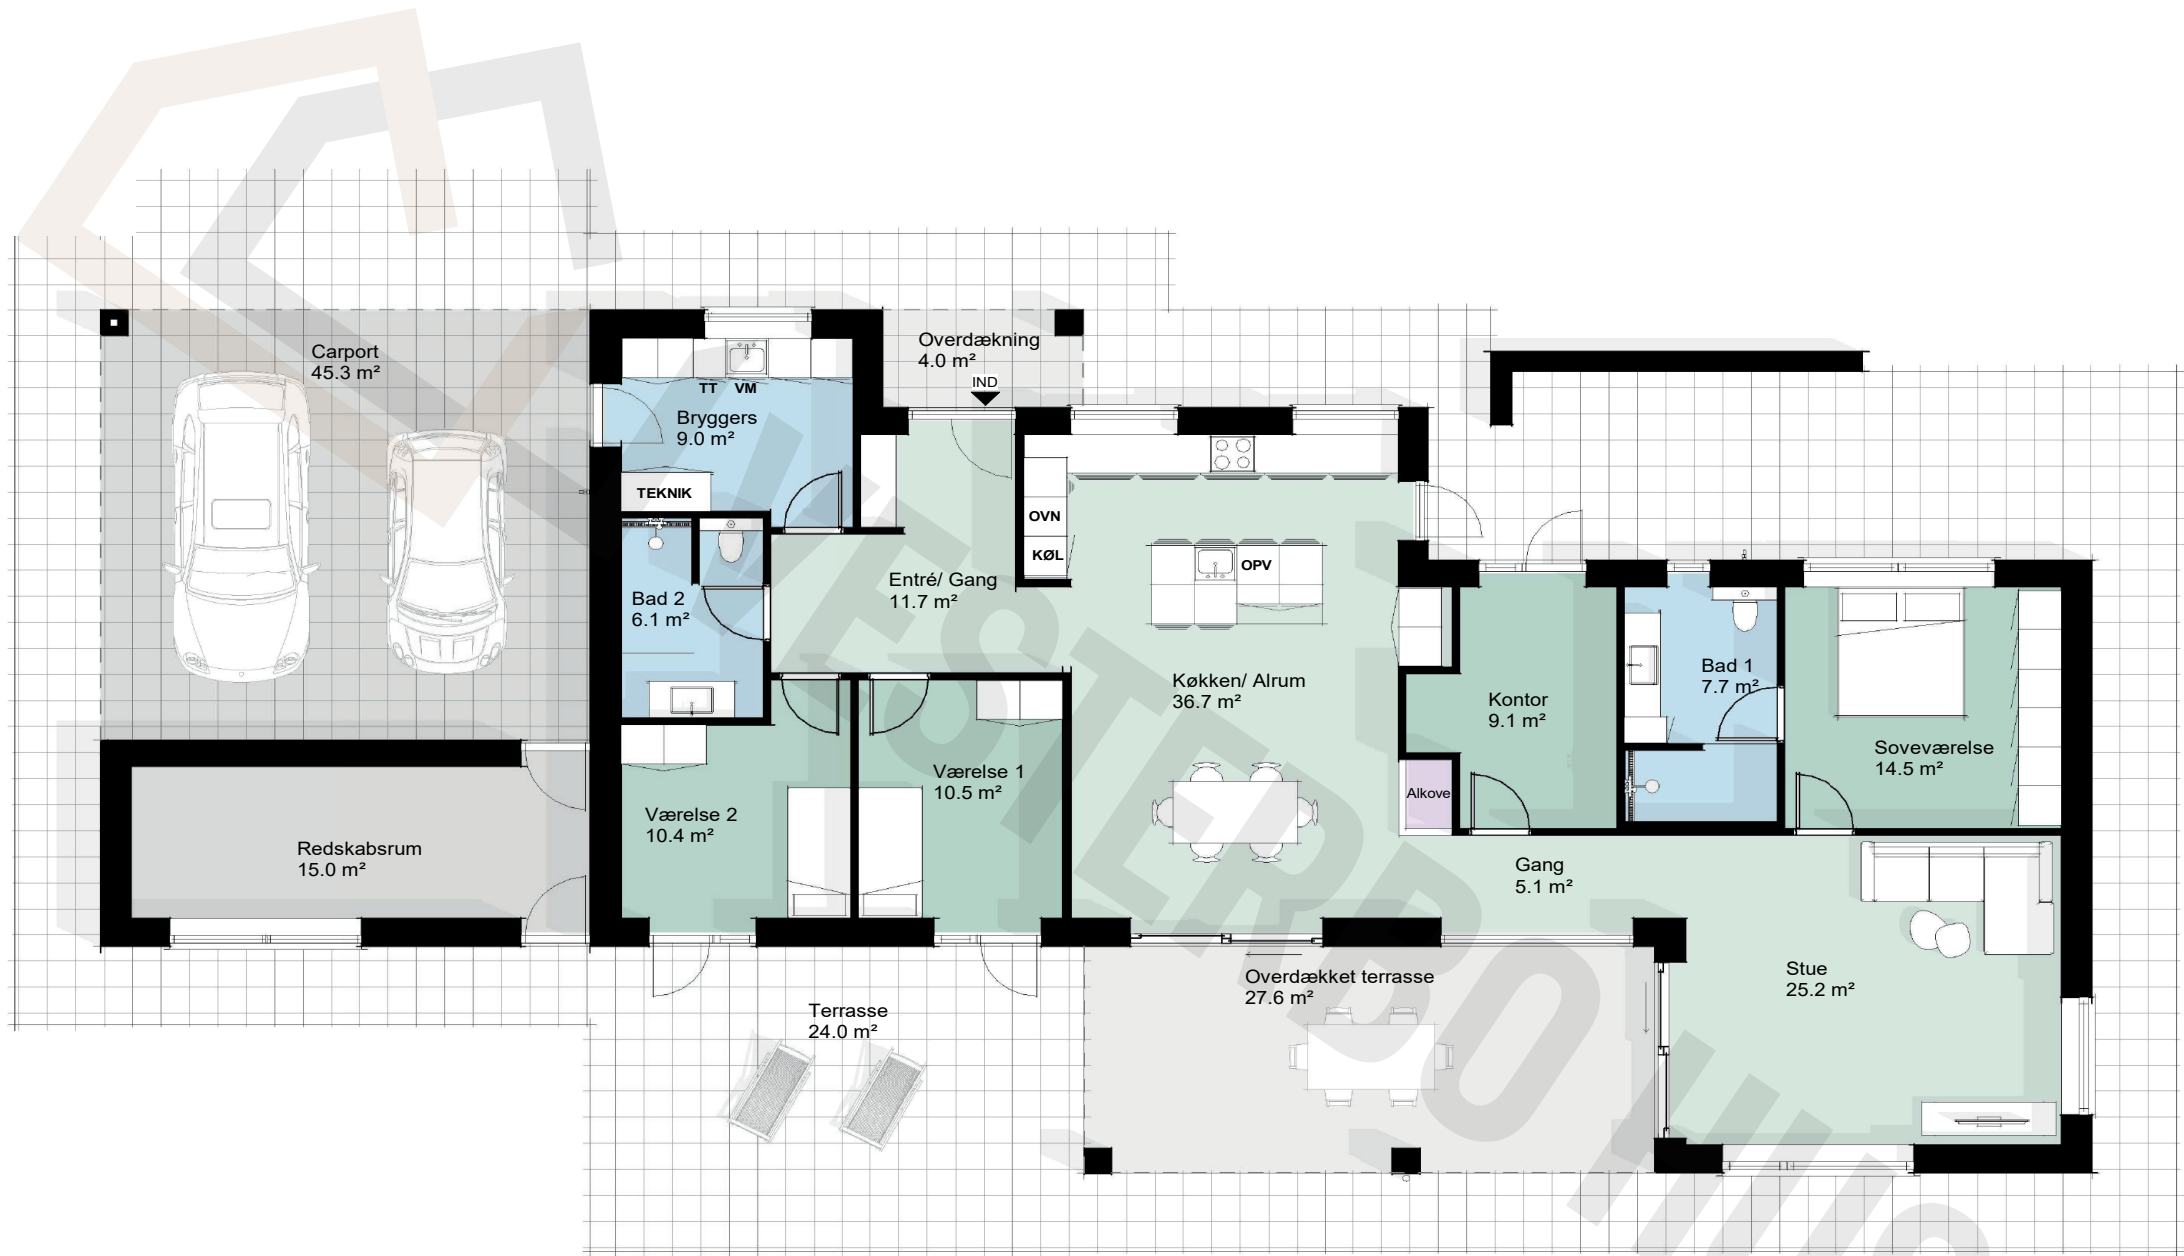 Carport
45.3 m²
Overdækning
4.0 m²
IND
TT VM
Bryggers
9.0 m²
TEKNIK
OVN
KØL
OPV
Entré/ Gang
11.7 m²
Bad 2
6.1 m²
Køkken/ Alrum
36.7 m²
Kontor
9.1 m²
Bad 1
7.7 m²
Soveværelse
14.5 m²
Værelse 1
10.5 m²
Værelse 2
10.4 m²
Alkove
Redskabsrum
15.0 m²
Gang
5.1 m²
Stue
25.2 m²
Overdækket terrasse
27.6 m²
Terrasse
24.0 m²
VESTERBO HUS